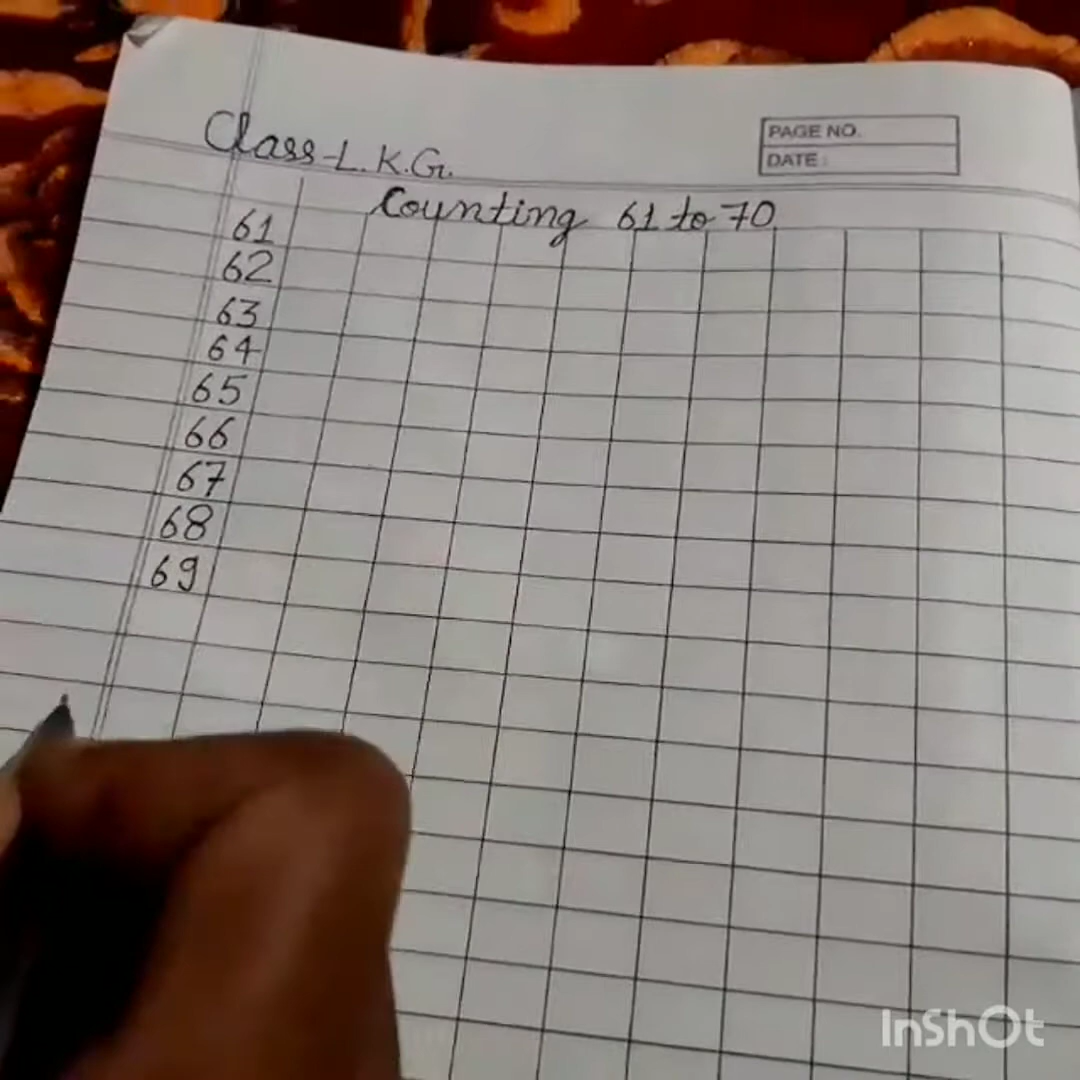 Class-L.K.G.
PAGE NO.
DATE:
Counting 61 to 70
61
62
63
64
65
66
67
68
69
InShOt